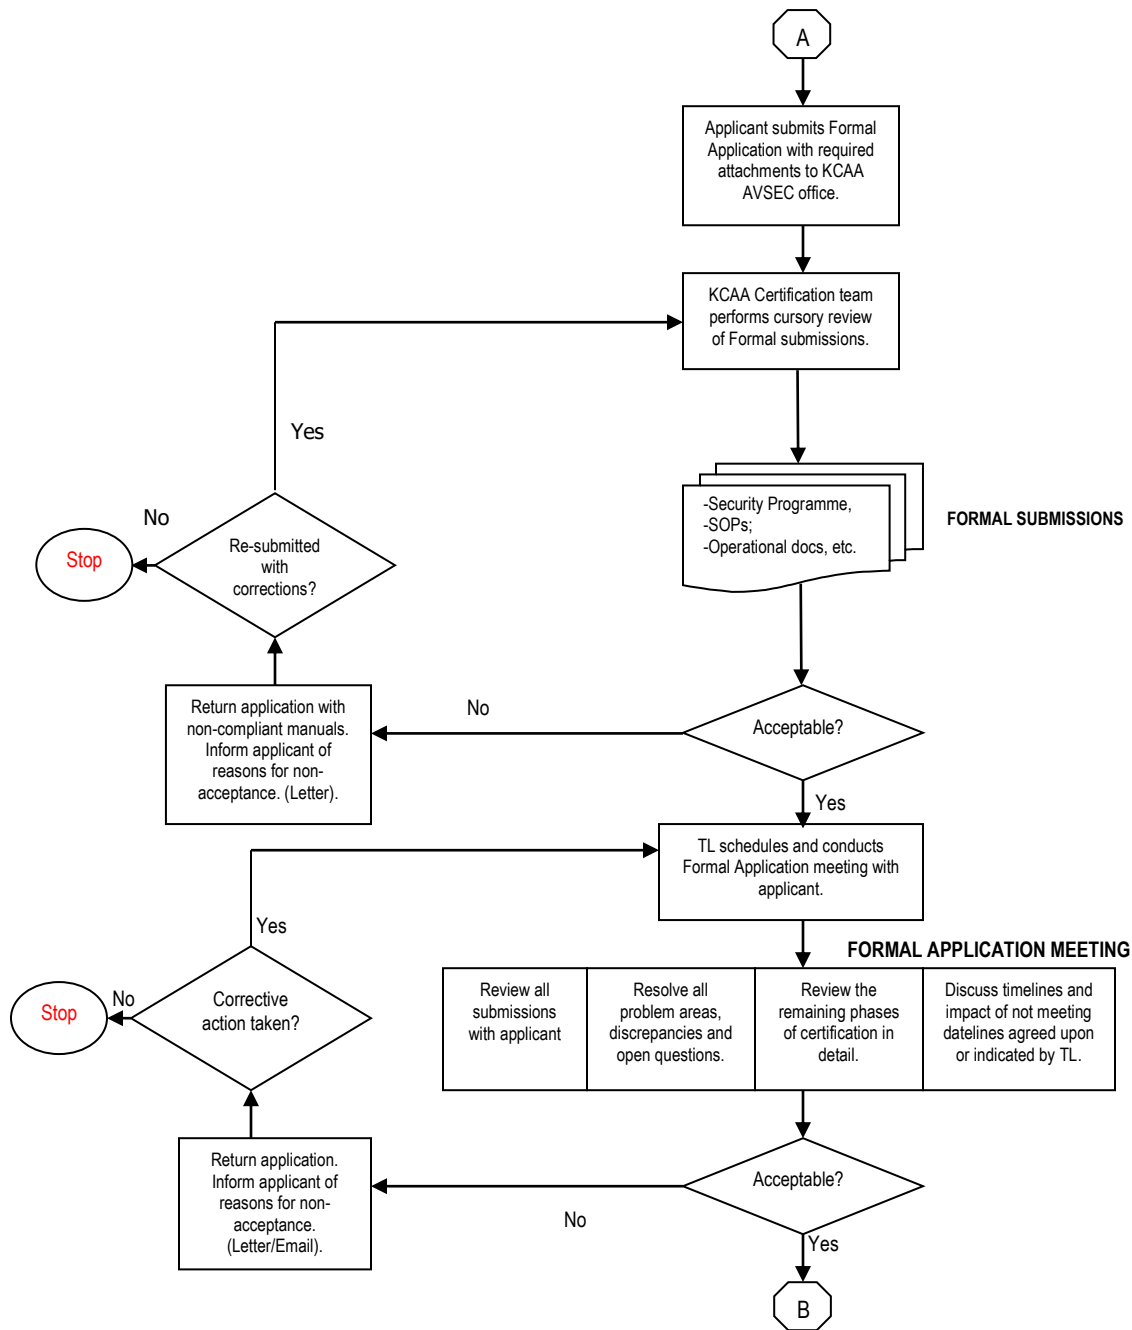 A
Applicant submits Formal
Application with required
attachments to KCAA
AVSEC office.
KCAA Certification team
performs cursory review
of Formal submissions.
Yes
-Security Programme,
-SOPs;
-Operational docs, etc.
FORMAL SUBMISSIONS
No
Stop
Re-submitted
with
corrections?
Return application with
non-compliant manuals.
Inform applicant of
reasons for non-
acceptance. (Letter).
No
Acceptable?
Yes
TL schedules and conducts
Formal Application meeting with
applicant.
Yes
FORMAL APPLICATION MEETING
Review all
submissions
with applicant
Resolve all
problem areas,
discrepancies and
open questions.
Review the
remaining phases
of certification in
detail.
Discuss timelines and
impact of not meeting
datelines agreed upon
or indicated by TL.
Stop
No
Corrective
action taken?
Return application.
Inform applicant of
reasons for non-
acceptance.
(Letter/Email).
No
Acceptable?
Yes
B